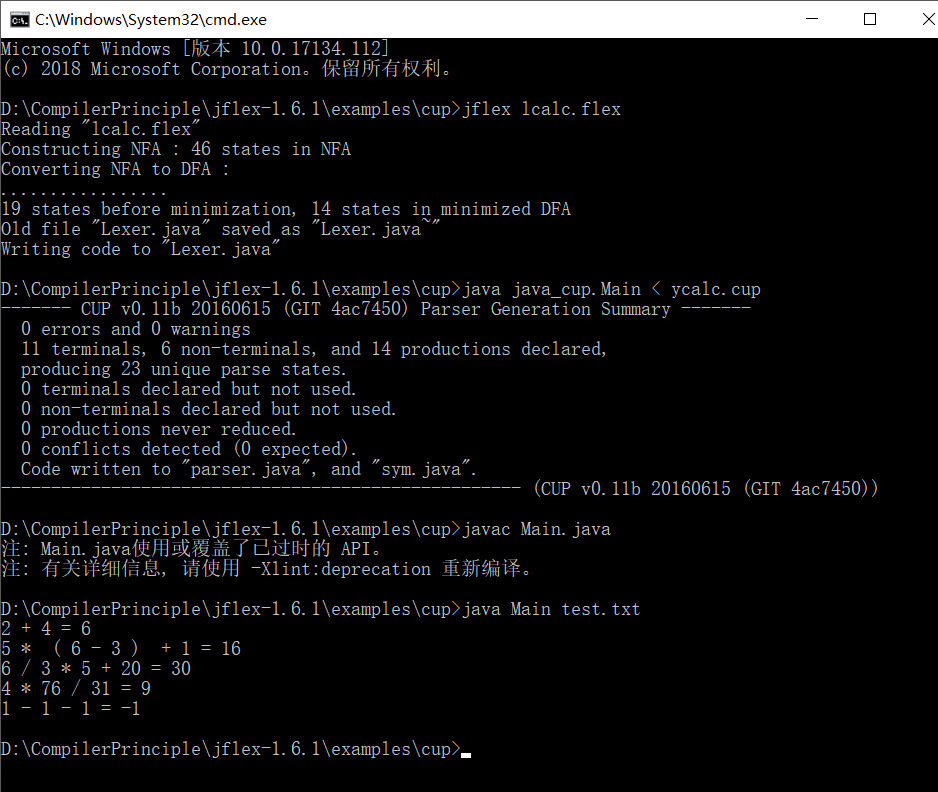 C:\Windows\System32\cmd.exe
Microsoft Windows [版本 10.0.17134.112]
(c) 2018 Microsoft Corporation。保留所有权利。
D:\CompilerPrinciple\jflex-1.6.1\examples\cup>jflex lcalc.flex
Reading "lcalc.flex"
Constructing NFA : 46 states in NFA
Converting NFA to DFA :
.................
19 states before minimization, 14 states in minimized DFA
Old file "Lexer.java" saved as "Lexer.java~"
Writing code to "Lexer.java"
D:\CompilerPrinciple\jflex-1.6.1\examples\cup>java java_cup.Main < ycalc.cup
------- CUP v0.11b 20160615 (GIT 4ac7450) Parser Generation Summary -------
  0 errors and 0 warnings
  11 terminals, 6 non-terminals, and 14 productions declared,
  producing 23 unique parse states.
  0 terminals declared but not used.
  0 non-terminals declared but not used.
  0 productions never reduced.
  0 conflicts detected (0 expected).
  Code written to "parser.java", and "sym.java".
---------------------------------------------------- (CUP v0.11b 20160615 (GIT 4ac7450))
D:\CompilerPrinciple\jflex-1.6.1\examples\cup>javac Main.java
注: Main.java使用或覆盖了已过时的 API。
注: 有关详细信息, 请使用 -Xlint:deprecation 重新编译。
D:\CompilerPrinciple\jflex-1.6.1\examples\cup>java Main test.txt
2 + 4 = 6
5 *  ( 6 - 3 )  + 1 = 16
6 / 3 * 5 + 20 = 30
4 * 76 / 31 = 9
1 - 1 - 1 = -1
D:\CompilerPrinciple\jflex-1.6.1\examples\cup>